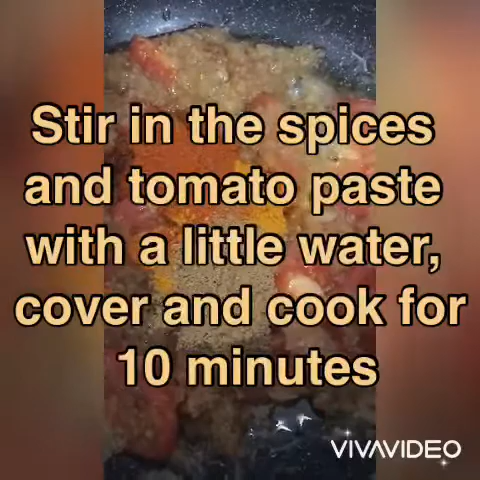 Stir in the spices
and tomato paste
with a little water,
cover and cook for
10 minutes
VIVAVIDEO